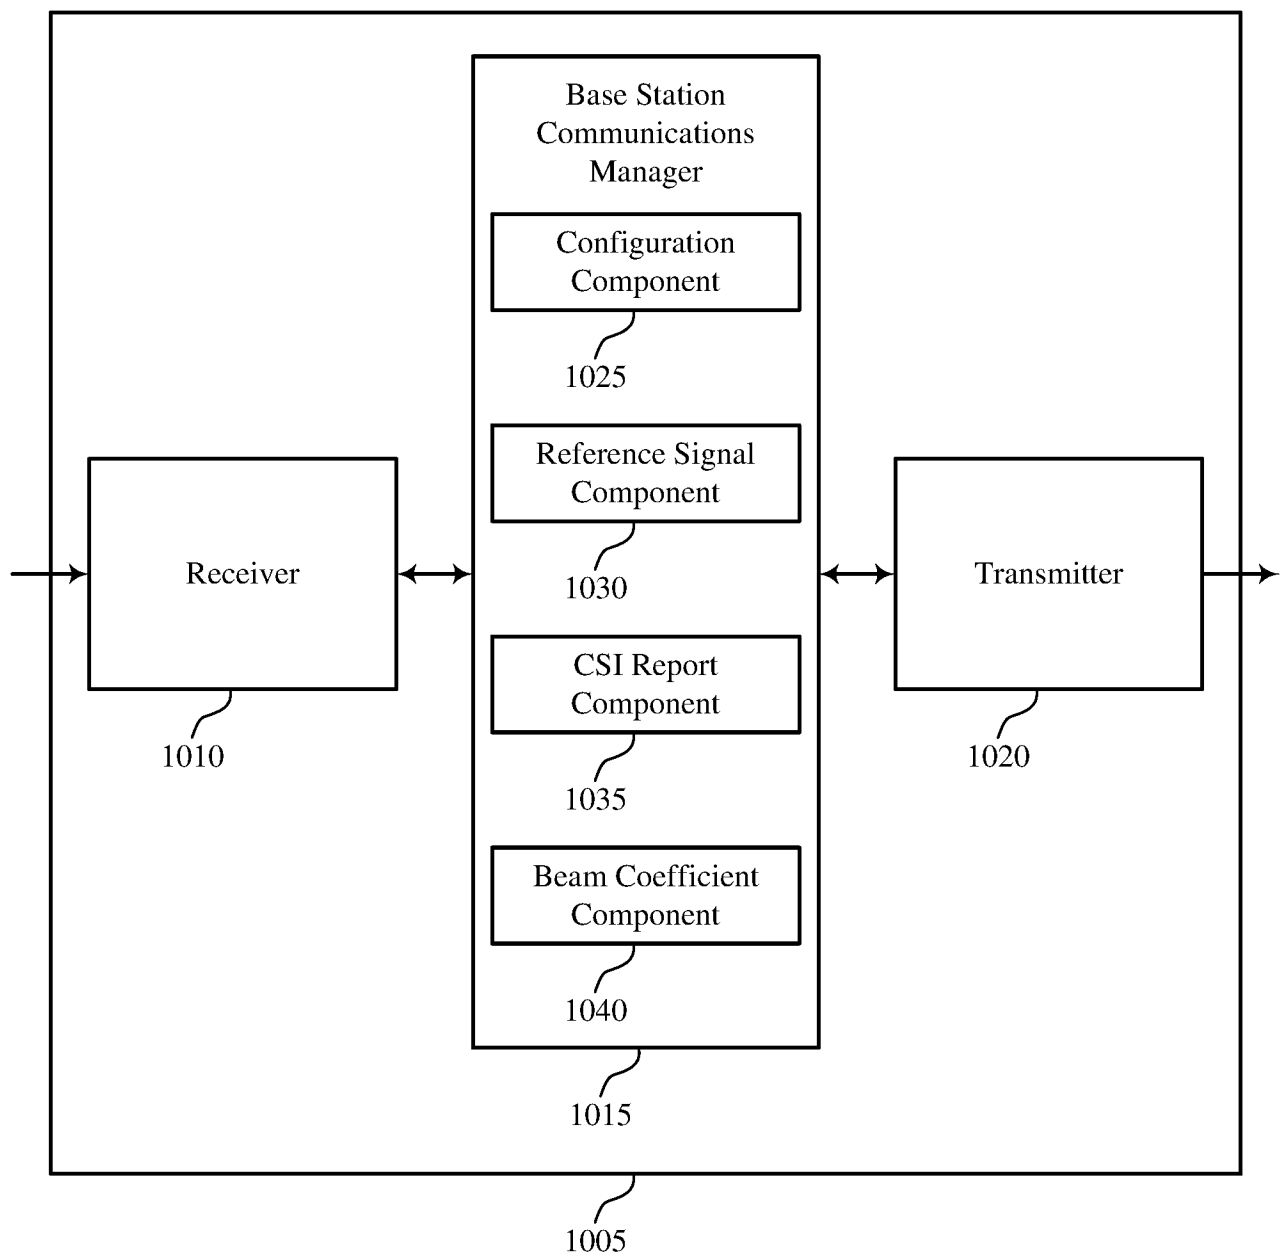 Base Station
Communications
Manager
Configuration
Component
1025
Reference Signal
Component
1030
Receiver
1010
Transmitter
1020
CSI Report
Component
1035
Beam Coefficient
Component
1040
1015
1005